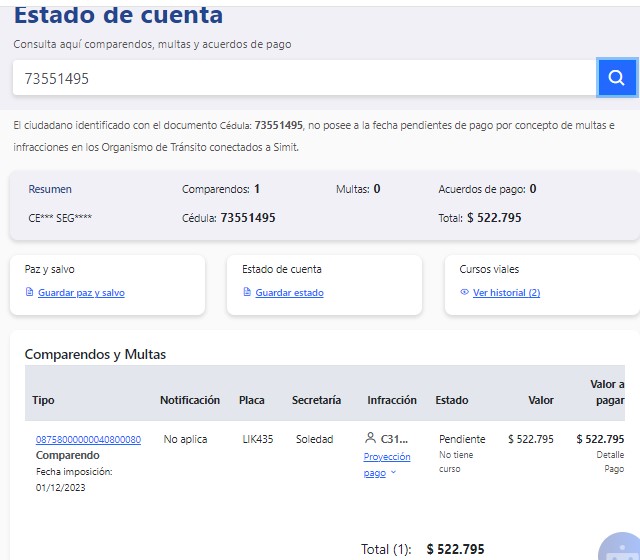 Estado de cuenta
Consulta aquí comparendos, multas y acuerdos de pago
73551495
El ciudadano identificado con el documento Cédula: 73551495, no posee a la fecha pendientes de pago por concepto de multas e
infracciones en los Organismo de Tránsito conectados a Simit.
Resumen Comparendos: 1 Multas: 0 Acuerdos de pago: 0
CE*** SEG**** Cédula: 73551495 Total: $ 522.795
Paz y salvo Estado de cuenta Cursos viales
Guardar paz y salvo Guardar estado Ver historial (2)
Comparendos y Multas
Tipo Notificación Placa Secretaría Infracción Estado Valor Valor a pagar
08758000000040800080 No aplica LIK435 Soledad C31... Pendiente $ 522.795 $ 522.795
Comparendo Proyección No tiene Detalle
Fecha imposición: pago curso Pago
01/12/2023
Total (1): $ 522.795